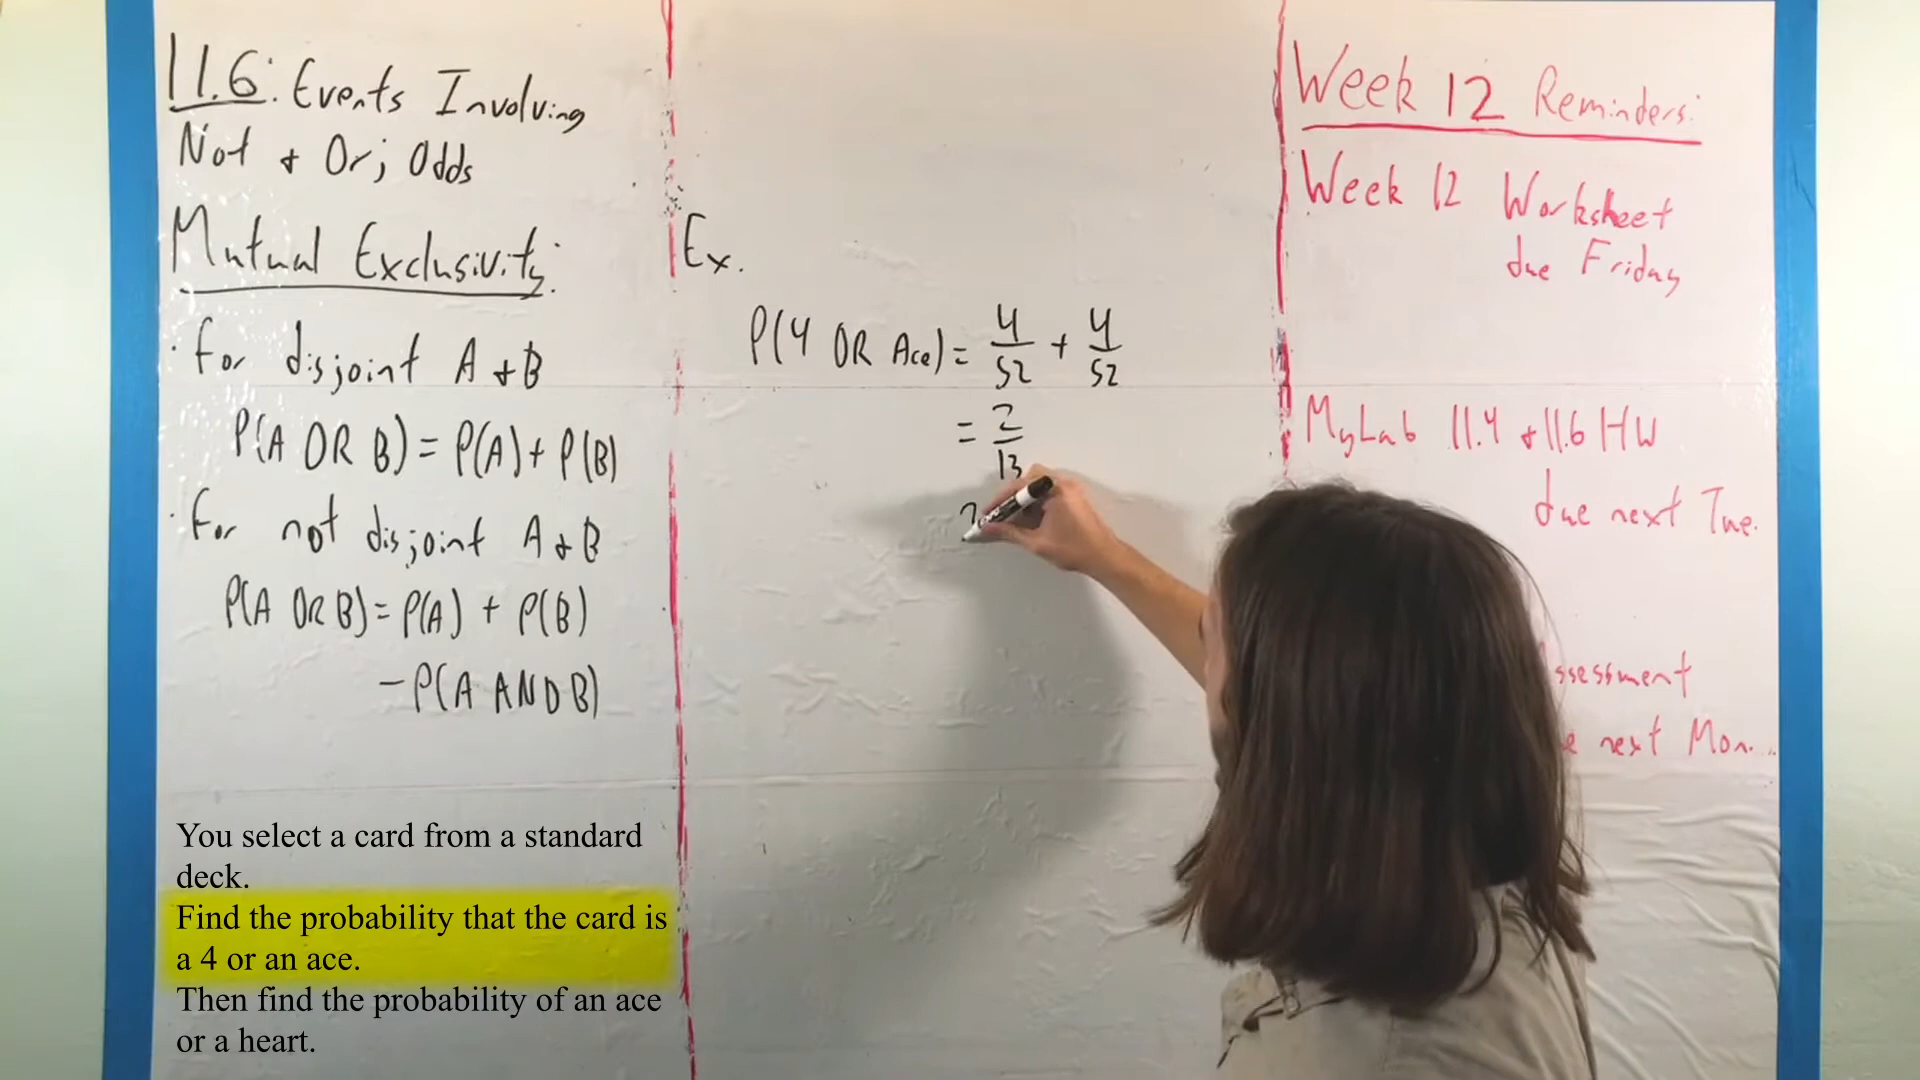 11.6: Events Involving
Not + Or; Odds
Mutual Exclusivity:
· For disjoint A + B
P(A OR B) = P(A) + P(B)
· For not disjoint A + B
P(A OR B) = P(A) + P(B)
- P(A AND B)
You select a card from a standard
deck.
Find the probability that the card is
a 4 or an ace.
Then find the probability of an ace
or a heart.
Ex.
P(4 OR Ace) = 4/52 + 4/52
= 2/13
Week 12 Reminders:
Week 12 Worksheet
due Friday
MyLab 11.4 + 11.6 HW
due next Tue.
ssessment
next Mon.